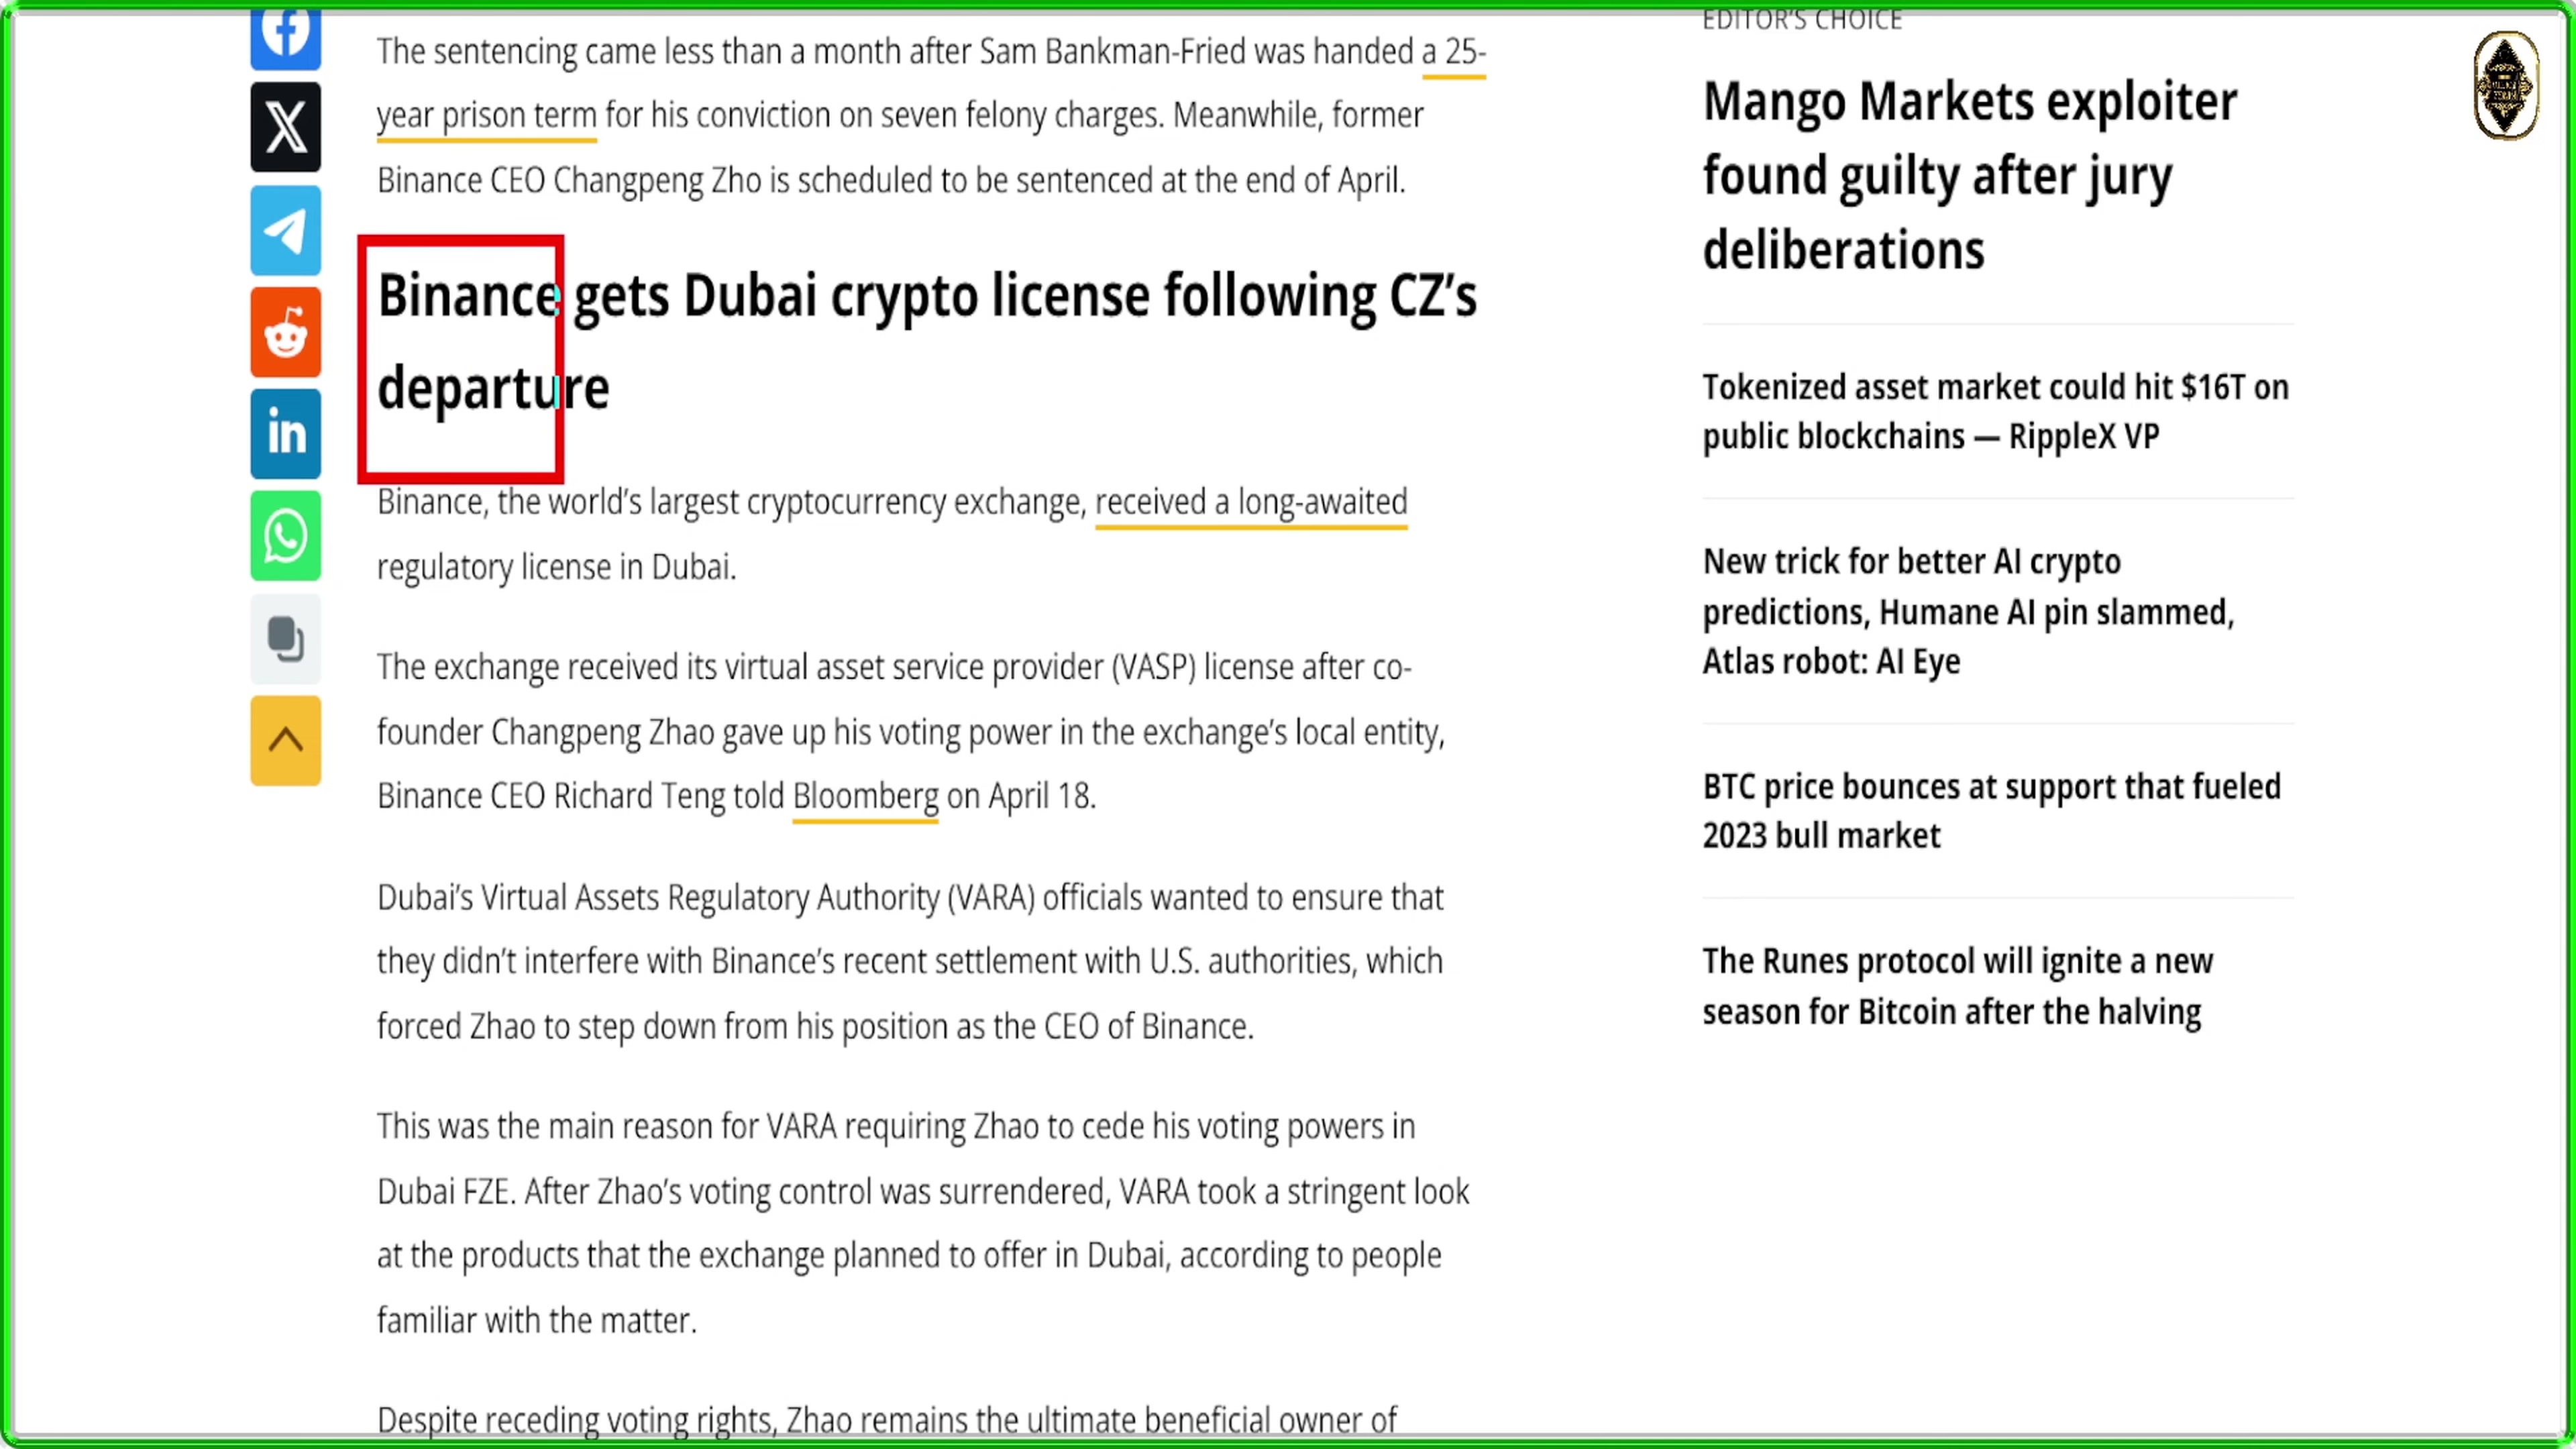 The sentencing came less than a month after Sam Bankman-Fried was handed a 25-
year prison term for his conviction on seven felony charges. Meanwhile, former
Binance CEO Changpeng Zho is scheduled to be sentenced at the end of April.
Binance gets Dubai crypto license following CZ’s
departure
Binance, the world’s largest cryptocurrency exchange, received a long-awaited
regulatory license in Dubai.
The exchange received its virtual asset service provider (VASP) license after co-
founder Changpeng Zhao gave up his voting power in the exchange’s local entity,
Binance CEO Richard Teng told Bloomberg on April 18.
Dubai’s Virtual Assets Regulatory Authority (VARA) officials wanted to ensure that
they didn’t interfere with Binance’s recent settlement with U.S. authorities, which
forced Zhao to step down from his position as the CEO of Binance.
This was the main reason for VARA requiring Zhao to cede his voting powers in
Dubai FZE. After Zhao’s voting control was surrendered, VARA took a stringent look
at the products that the exchange planned to offer in Dubai, according to people
familiar with the matter.
Despite receding voting rights, Zhao remains the ultimate beneficial owner of
EDITOR’S CHOICE
Mango Markets exploiter
found guilty after jury
deliberations
Tokenized asset market could hit $16T on
public blockchains — RippleX VP
New trick for better AI crypto
predictions, Humane AI pin slammed,
Atlas robot: AI Eye
BTC price bounces at support that fueled
2023 bull market
The Runes protocol will ignite a new
season for Bitcoin after the halving